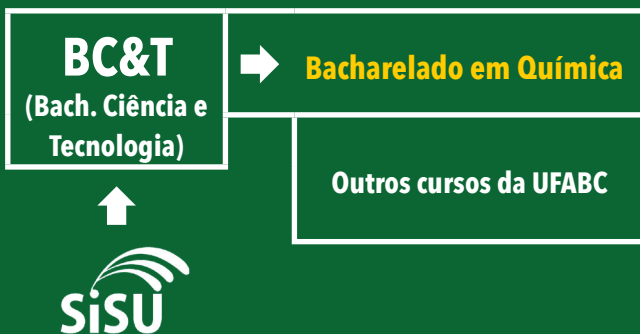 BC&T
(Bach. Ciência e
Tecnologia)
Bacharelado em Química
Outros cursos da UFABC
SiSU